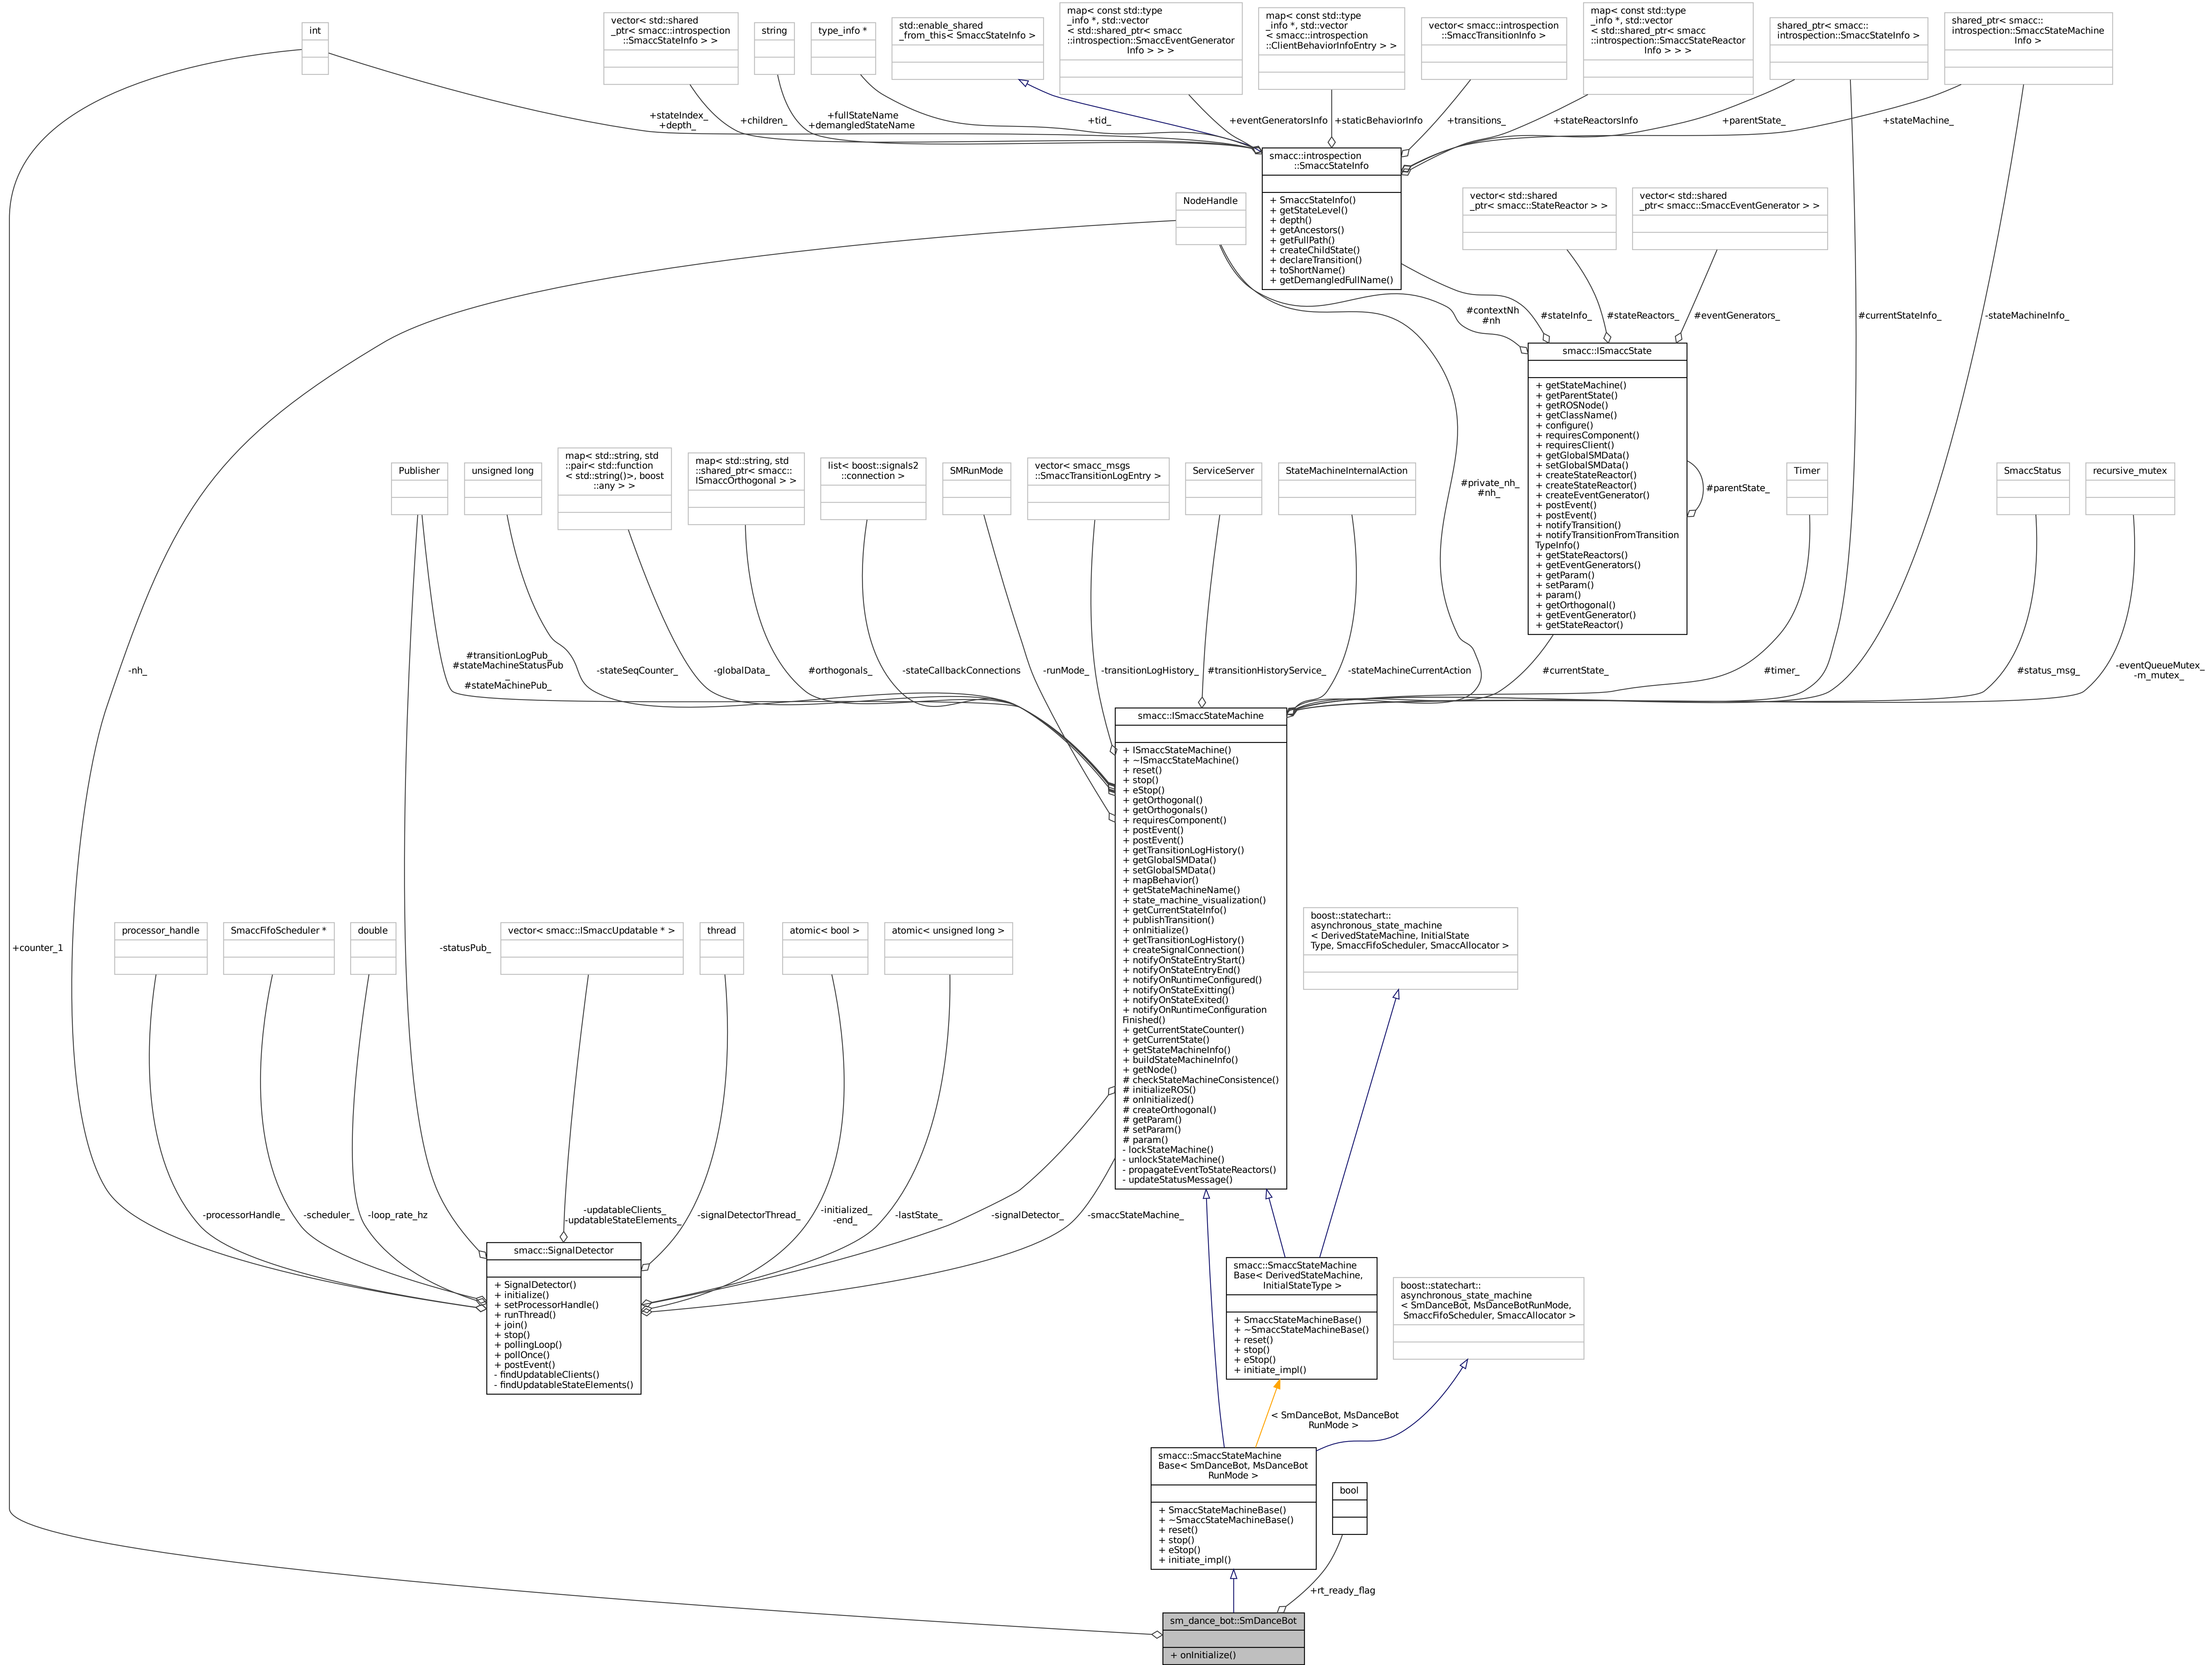 int
vector< std::shared
_ptr< smacc::introspection
::SmaccStateInfo > >
string
type_info *
std::enable_shared
_from_this< SmaccStateInfo >
map< const std::type
_info *, std::vector
< std::shared_ptr< smacc
::introspection::SmaccEventGenerator
Info > > >
map< const std::type
_info *, std::vector
< smacc::introspection
::ClientBehaviorInfoEntry > >
vector< smacc::introspection
::SmaccTransitionInfo >
map< const std::type
_info *, std::vector
< std::shared_ptr< smacc
::introspection::SmaccStateReactor
Info > > >
shared_ptr< smacc::
introspection::SmaccStateInfo >
shared_ptr< smacc::
introspection::SmaccStateMachine
Info >
+stateIndex_
+depth_
+children_
+fullStateName
+demangledStateName
+tid_
+eventGeneratorsInfo
+staticBehaviorInfo
+transitions_
+stateReactorsInfo
+parentState_
+stateMachine_
smacc::introspection
::SmaccStateInfo
+ SmaccStateInfo()
+ getStateLevel()
+ depth()
+ getAncestors()
+ getFullPath()
+ createChildState()
+ declareTransition()
+ toShortName()
+ getDemangledFullName()
NodeHandle
vector< std::shared
_ptr< smacc::StateReactor > >
vector< std::shared
_ptr< smacc::SmaccEventGenerator > >
#contextNh
#nh
#stateInfo_
#stateReactors_
#eventGenerators_
#currentStateInfo_
-stateMachineInfo_
smacc::ISmaccState
+ getStateMachine()
+ getParentState()
+ getROSNode()
+ getClassName()
+ configure()
+ requiresComponent()
+ requiresClient()
+ getGlobalSMData()
+ setGlobalSMData()
+ createStateReactor()
+ createStateReactor()
+ createEventGenerator()
+ postEvent()
+ postEvent()
+ notifyTransition()
+ notifyTransitionFromTransition
TypeInfo()
+ getStateReactors()
+ getEventGenerators()
+ getParam()
+ setParam()
+ param()
+ getOrthogonal()
+ getEventGenerator()
+ getStateReactor()
#parentState_
Publisher
unsigned long
map< std::string, std
::pair< std::function
< std::string()>, boost
::any > >
map< std::string, std
::shared_ptr< smacc::
ISmaccOrthogonal > >
list< boost::signals2
::connection >
SMRunMode
vector< smacc_msgs
::SmaccTransitionLogEntry >
ServiceServer
StateMachineInternalAction
#private_nh_
#nh_
Timer
SmaccStatus
recursive_mutex
-nh_
#transitionLogPub_
#stateMachineStatusPub
_
#stateMachinePub_
-stateSeqCounter_
-globalData_
#orthogonals_
-stateCallbackConnections
-runMode_
-transitionLogHistory_
#transitionHistoryService_
-stateMachineCurrentAction
#currentState_
#timer_
#status_msg_
-eventQueueMutex_
-m_mutex_
smacc::ISmaccStateMachine
+ ISmaccStateMachine()
+ ~ISmaccStateMachine()
+ reset()
+ stop()
+ eStop()
+ getOrthogonal()
+ getOrthogonals()
+ requiresComponent()
+ postEvent()
+ postEvent()
+ getTransitionLogHistory()
+ getGlobalSMData()
+ setGlobalSMData()
+ mapBehavior()
+ getStateMachineName()
+ state_machine_visualization()
+ getCurrentStateInfo()
+ publishTransition()
+ onInitialize()
+ getTransitionLogHistory()
+ createSignalConnection()
+ notifyOnStateEntryStart()
+ notifyOnStateEntryEnd()
+ notifyOnRuntimeConfigured()
+ notifyOnStateExitting()
+ notifyOnStateExited()
+ notifyOnRuntimeConfiguration
Finished()
+ getCurrentStateCounter()
+ getCurrentState()
+ getStateMachineInfo()
+ buildStateMachineInfo()
+ getNode()
# checkStateMachineConsistence()
# initializeROS()
# onInitialized()
# createOrthogonal()
# getParam()
# setParam()
# param()
- lockStateMachine()
- unlockStateMachine()
- propagateEventToStateReactors()
- updateStatusMessage()
+counter_1
processor_handle
SmaccFifoScheduler *
double
-statusPub_
vector< smacc::ISmaccUpdatable * >
thread
atomic< bool >
atomic< unsigned long >
boost::statechart::
asynchronous_state_machine
< DerivedStateMachine, InitialState
Type, SmaccFifoScheduler, SmaccAllocator >
-processorHandle_
-scheduler_
-loop_rate_hz
-updatableClients_
-updatableStateElements_
-signalDetectorThread_
-initialized_
-end_
-lastState_
-signalDetector_
-smaccStateMachine_
smacc::SignalDetector
+ SignalDetector()
+ initialize()
+ setProcessorHandle()
+ runThread()
+ join()
+ stop()
+ pollingLoop()
+ pollOnce()
+ postEvent()
- findUpdatableClients()
- findUpdatableStateElements()
smacc::SmaccStateMachine
Base< DerivedStateMachine,
InitialStateType >
+ SmaccStateMachineBase()
+ ~SmaccStateMachineBase()
+ reset()
+ stop()
+ eStop()
+ initiate_impl()
boost::statechart::
asynchronous_state_machine
< SmDanceBot, MsDanceBotRunMode,
SmaccFifoScheduler, SmaccAllocator >
< SmDanceBot, MsDanceBot
RunMode >
smacc::SmaccStateMachine
Base< SmDanceBot, MsDanceBot
RunMode >
+ SmaccStateMachineBase()
+ ~SmaccStateMachineBase()
+ reset()
+ stop()
+ eStop()
+ initiate_impl()
bool
+rt_ready_flag
sm_dance_bot::SmDanceBot
+ onInitialize()